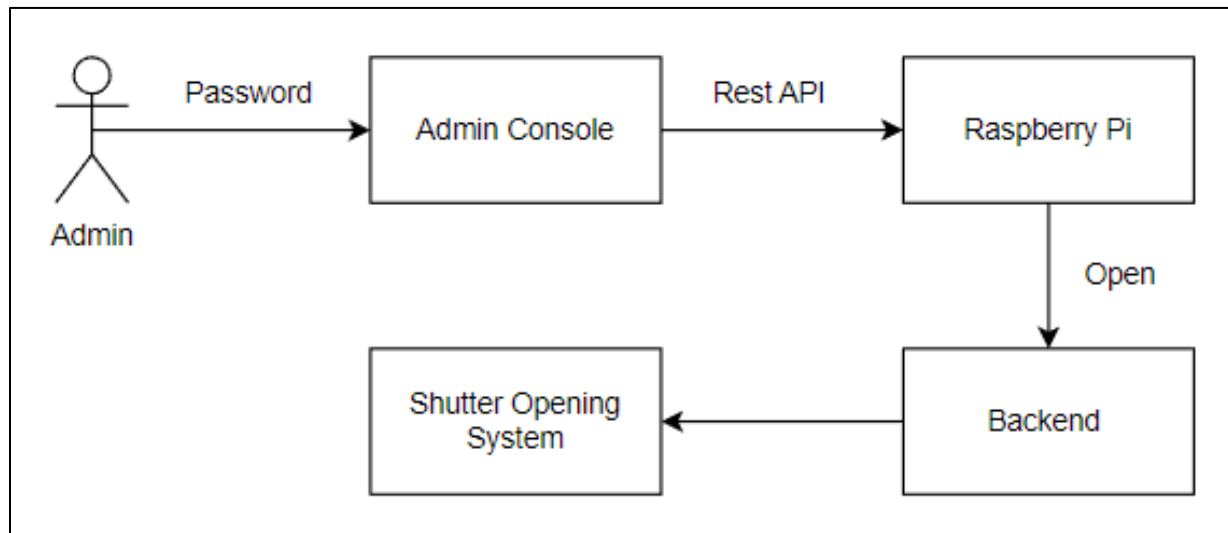 Password
Admin Console
Rest API
Raspberry Pi
Admin
Open
Shutter Opening
System
Backend